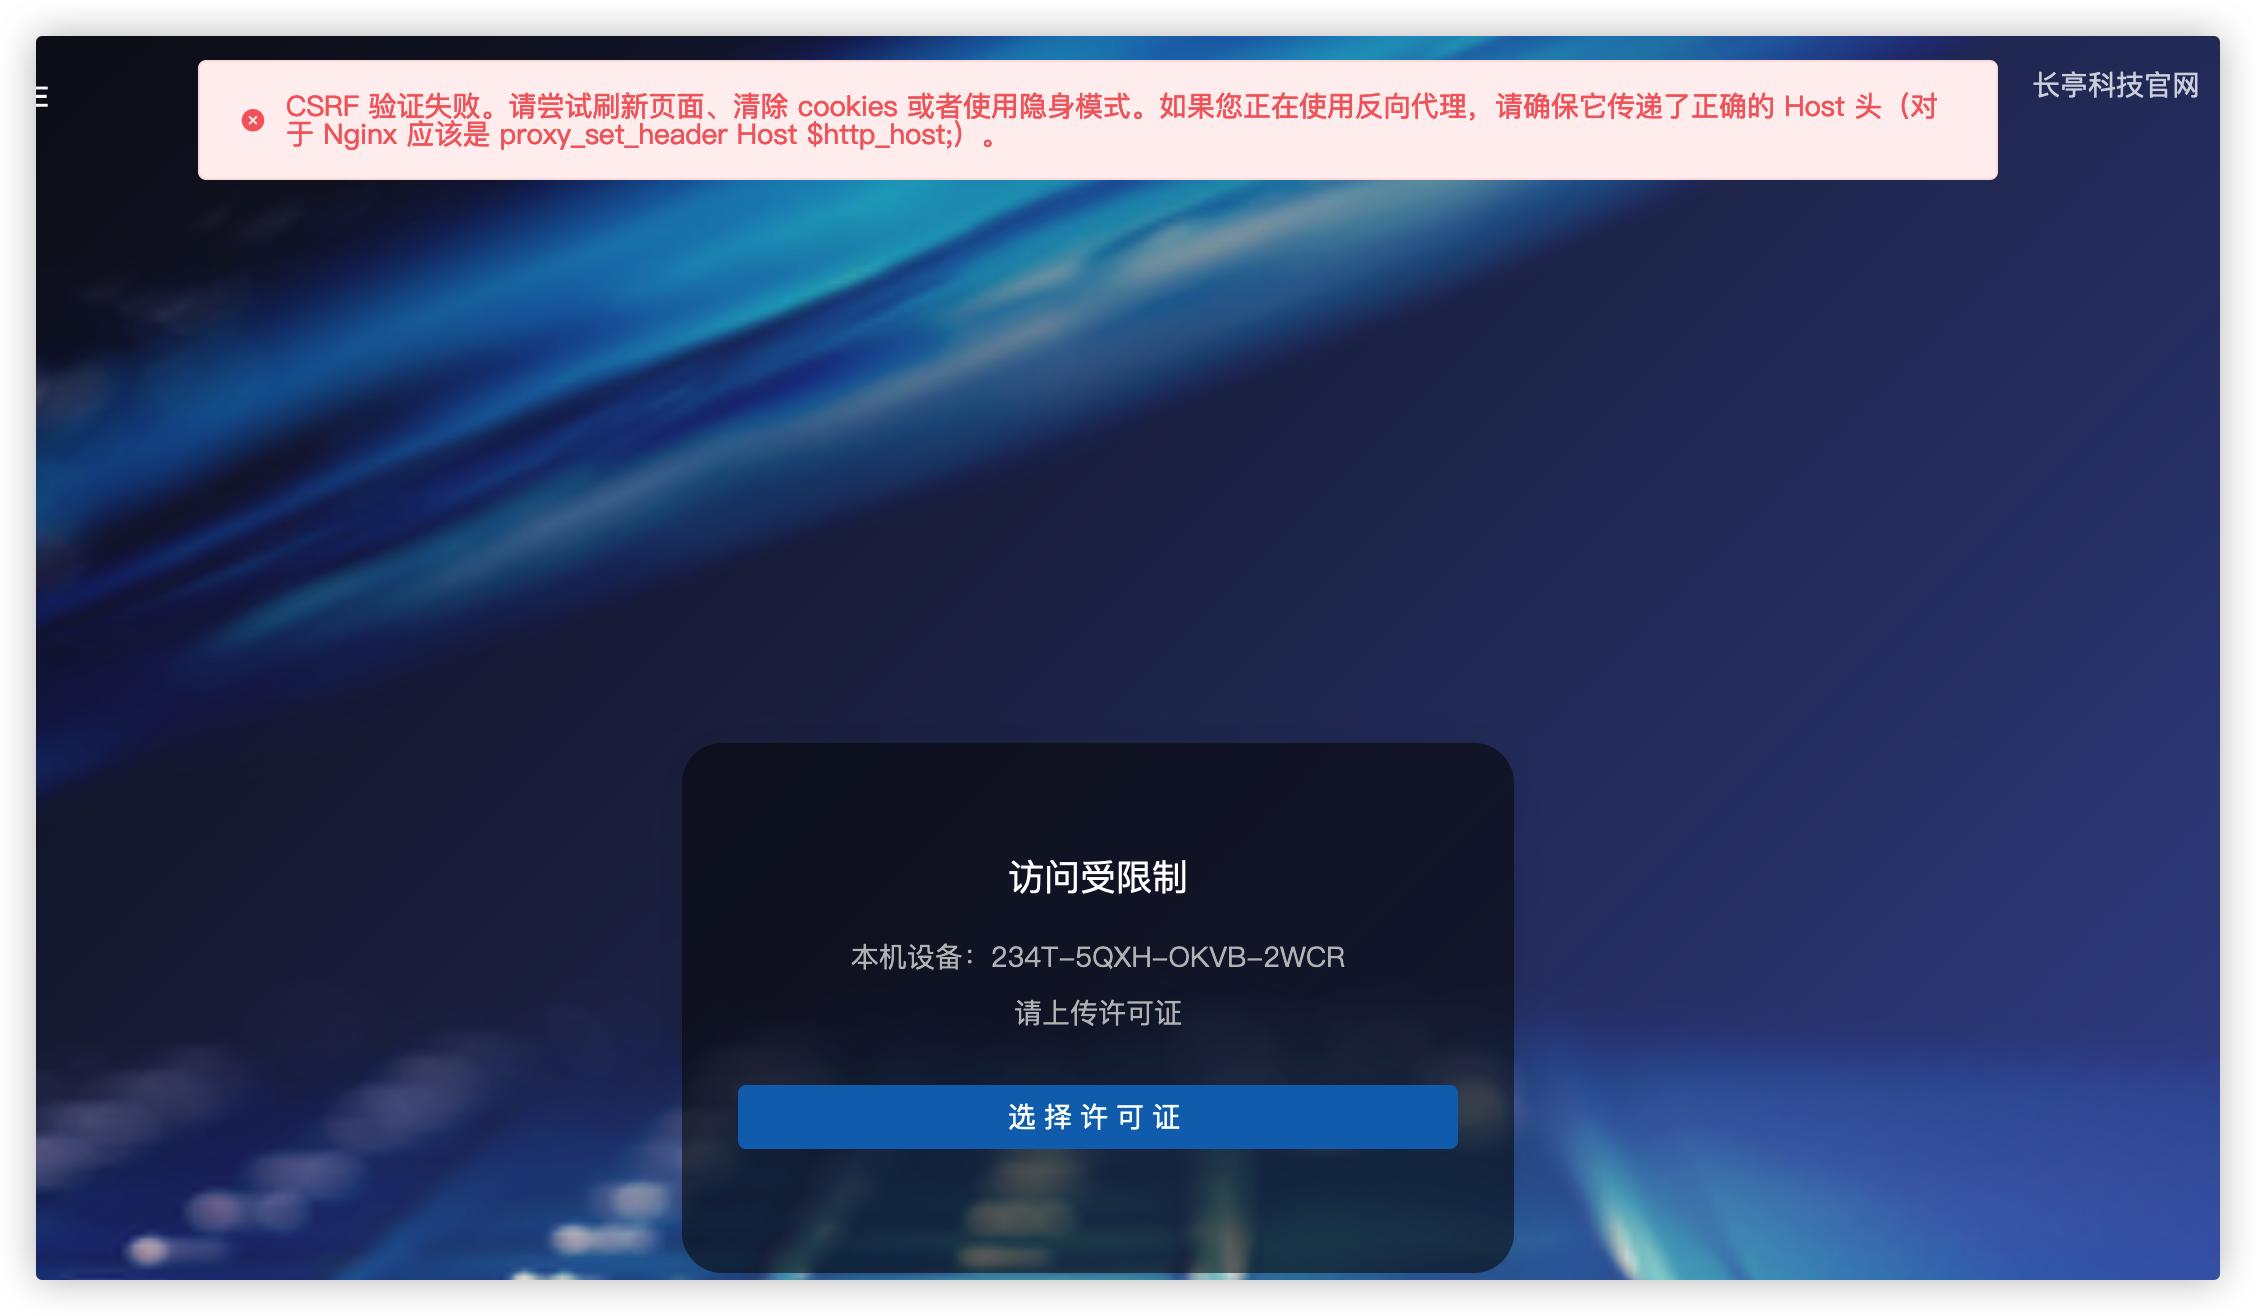 CSRF 验证失败。请尝试刷新页面、清除 cookies 或者使用隐身模式。如果您正在使用反向代理，请确保它传递了正确的 Host 头（对
于 Nginx 应该是 proxy_set_header Host $http_host;）。
长亭科技官网
访问受限制
本机设备：234T-5QXH-OKVB-2WCR
请上传许可证
选择许可证